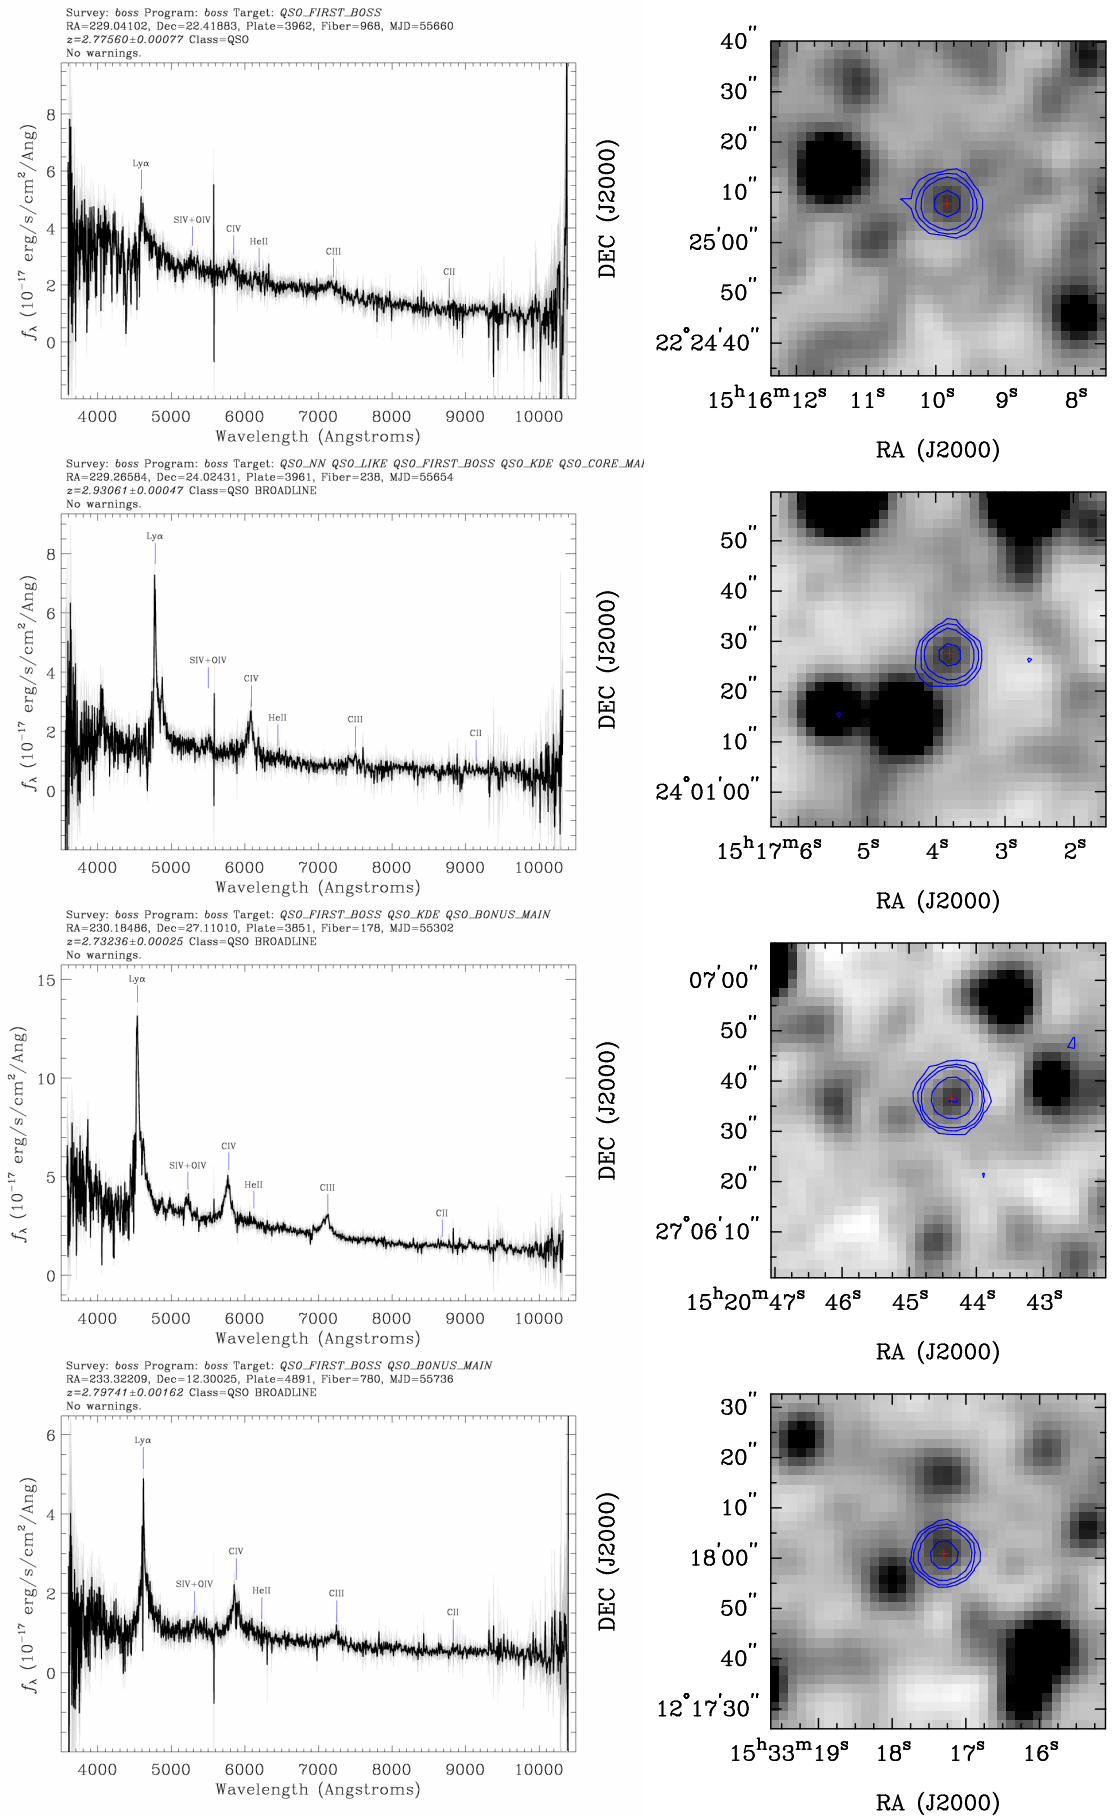 Survey: boss Program: boss Target: QSO_FIRST_BOSS
RA=229.04102, Dec=22.41883, Plate=3962, Fiber=968, MJD=55660
z=2.77560±0.00077 Class=QSO
No warnings.
8
6
4
2
0
fλ (10⁻¹⁷ erg/s/cm²/Ang)
Lyα
SIV+OIV
CIV
HeII
CIII
CII
4000 5000 6000 7000 8000 9000 10000
Wavelength (Angstroms)
DEC (J2000)
40"
30"
20"
10"
25'00"
50"
22°24'40"
15ʰ16ᵐ12ˢ 11ˢ 10ˢ 9ˢ 8ˢ
RA (J2000)
Survey: boss Program: boss Target: QSO_NN QSO_LIKE QSO_FIRST_BOSS QSO_KDE QSO_CORE_MAI
RA=229.26584, Dec=24.02431, Plate=3961, Fiber=238, MJD=55654
z=2.93061±0.00047 Class=QSO BROADLINE
No warnings.
8
6
4
2
0
fλ (10⁻¹⁷ erg/s/cm²/Ang)
Lyα
SIV+OIV
CIV
HeII
CIII
CII
4000 5000 6000 7000 8000 9000 10000
Wavelength (Angstroms)
DEC (J2000)
50"
40"
30"
20"
10"
24°01'00"
15ʰ17ᵐ6ˢ 5ˢ 4ˢ 3ˢ 2ˢ
RA (J2000)
Survey: boss Program: boss Target: QSO_FIRST_BOSS QSO_KDE QSO_BONUS_MAIN
RA=230.18486, Dec=27.11010, Plate=3851, Fiber=178, MJD=55302
z=2.73236±0.00025 Class=QSO BROADLINE
No warnings.
15
10
5
0
fλ (10⁻¹⁷ erg/s/cm²/Ang)
Lyα
SIV+OIV
CIV
HeII
CIII
CII
4000 5000 6000 7000 8000 9000 10000
Wavelength (Angstroms)
DEC (J2000)
07'00"
50"
40"
30"
20"
27°06'10"
15ʰ20ᵐ47ˢ 46ˢ 45ˢ 44ˢ 43ˢ
RA (J2000)
Survey: boss Program: boss Target: QSO_FIRST_BOSS QSO_BONUS_MAIN
RA=233.32209, Dec=12.30025, Plate=4891, Fiber=780, MJD=55736
z=2.79741±0.00162 Class=QSO BROADLINE
No warnings.
6
4
2
0
fλ (10⁻¹⁷ erg/s/cm²/Ang)
Lyα
SIV+OIV
CIV
HeII
CIII
CII
4000 5000 6000 7000 8000 9000 10000
Wavelength (Angstroms)
DEC (J2000)
30"
20"
10"
18'00"
50"
40"
12°17'30"
15ʰ33ᵐ19ˢ 18ˢ 17ˢ 16ˢ
RA (J2000)